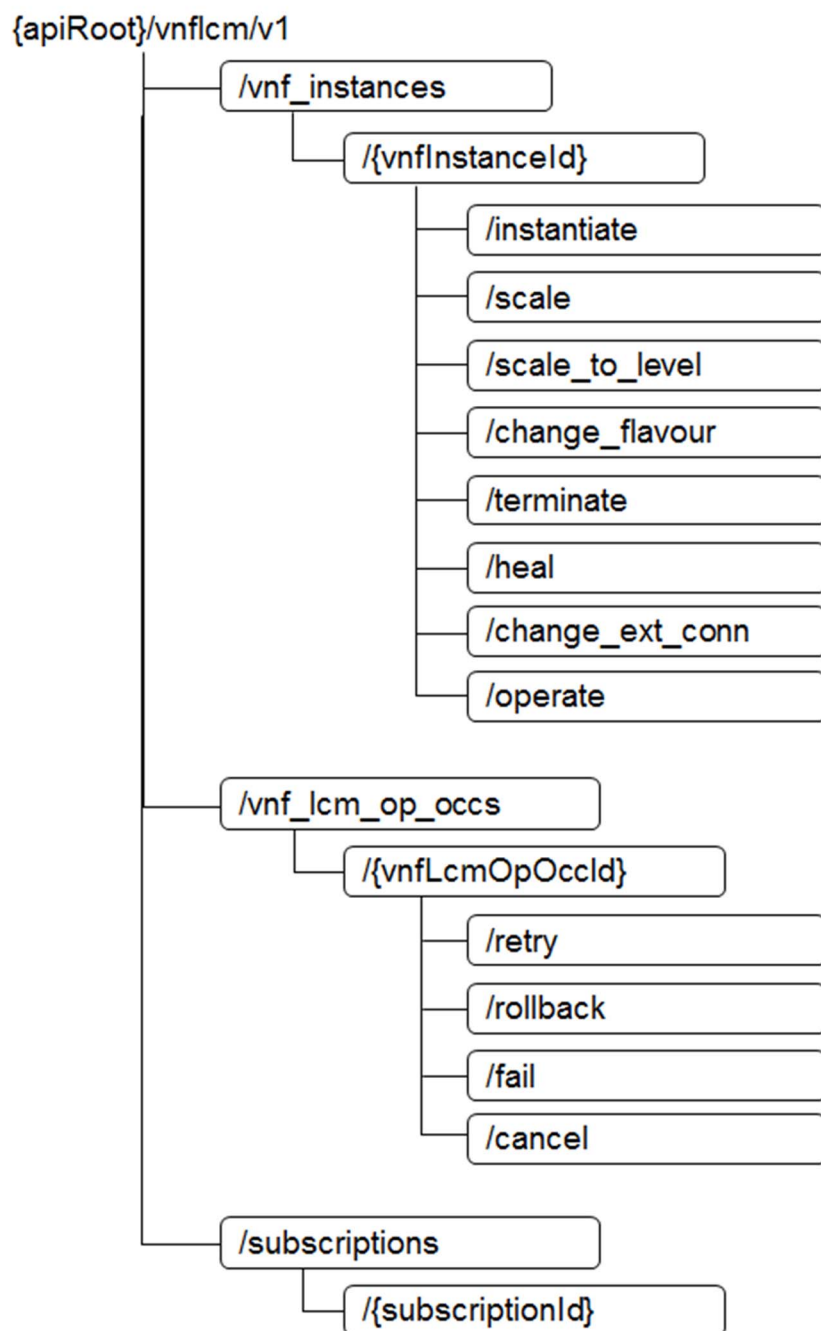 {apiRoot}/vnflcm/v1
/vnf_instances
/{vnfInstanceId}
/instantiate
/scale
/scale_to_level
/change_flavour
/terminate
/heal
/change_ext_conn
/operate
/vnf_lcm_op_occs
/{vnfLcmOpOccId}
/retry
/rollback
/fail
/cancel
/subscriptions
/{subscriptionId}